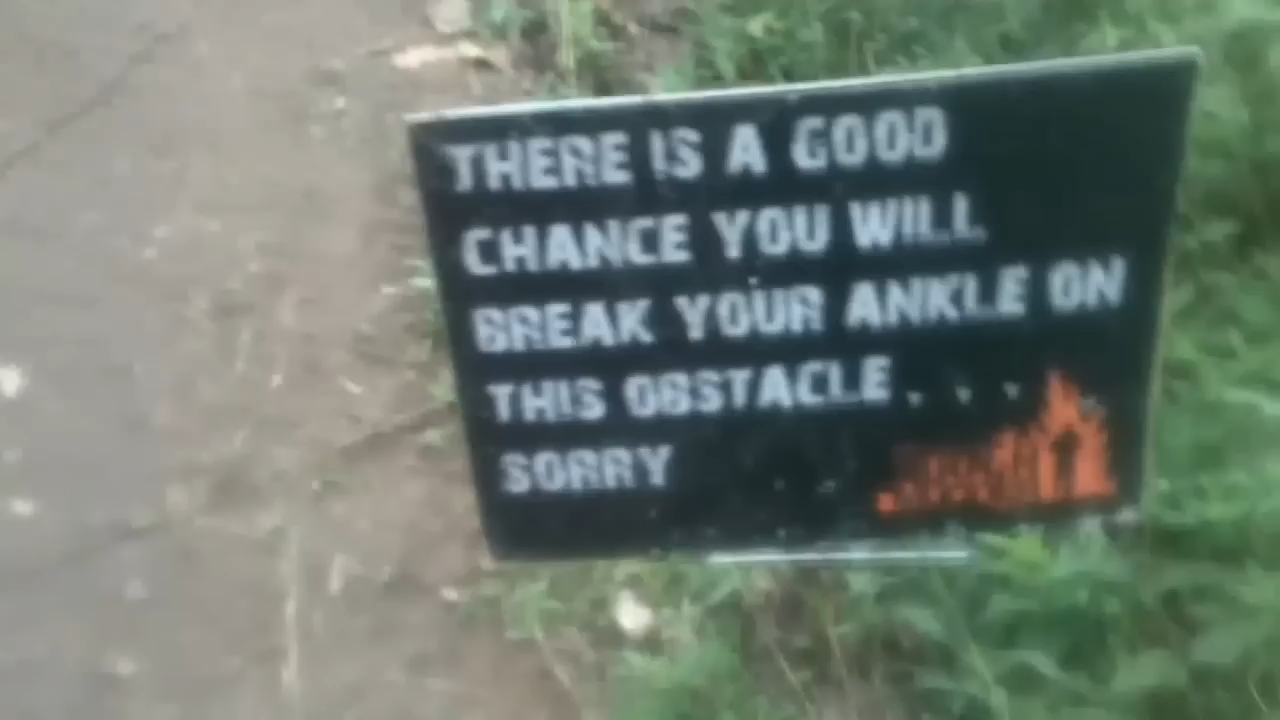 THERE IS A GOOD
CHANCE YOU WILL
BREAK YOUR ANKLE ON
THIS OBSTACLE...
SORRY